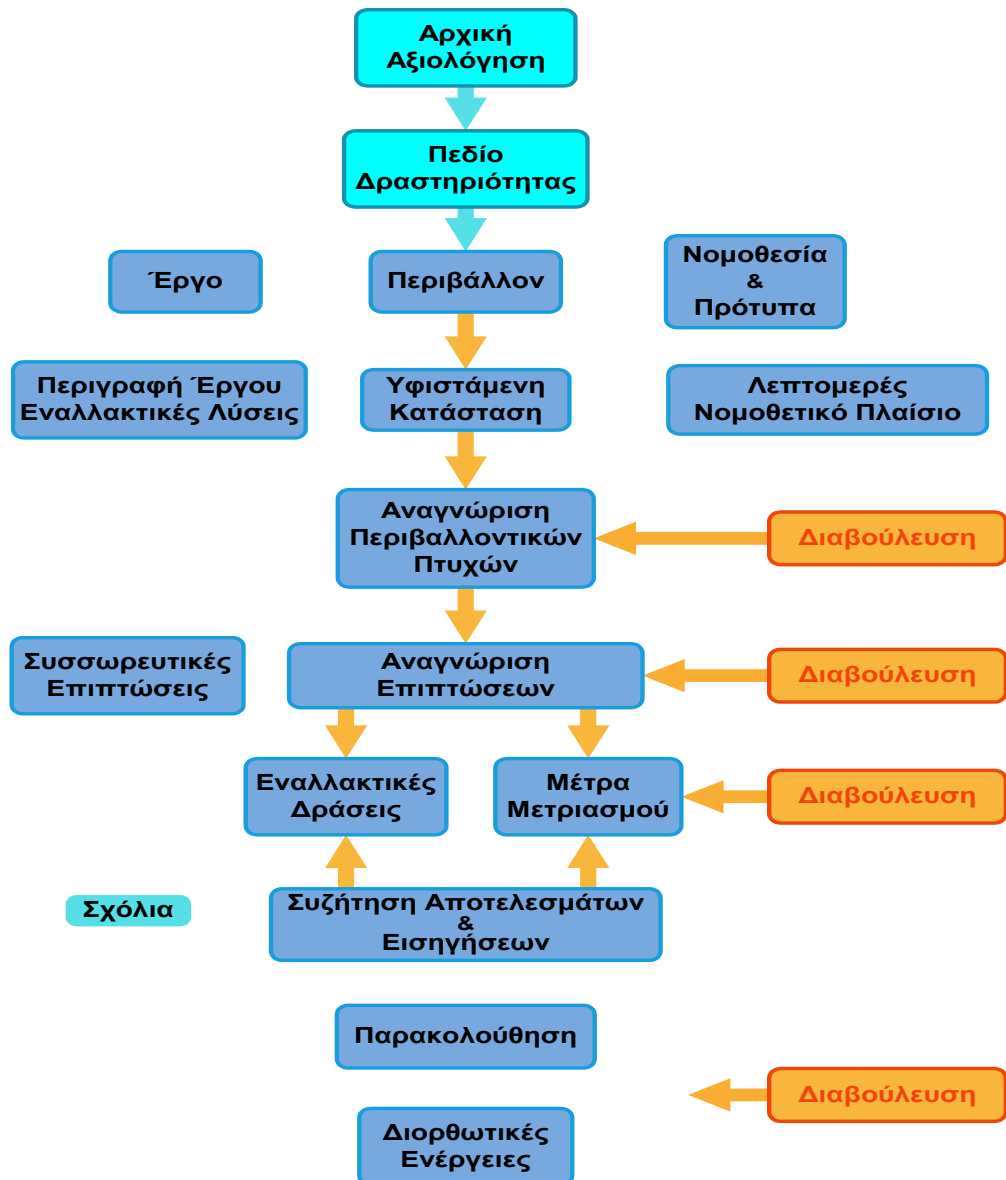 Αρχική
Αξιολόγηση
Πεδίο
Δραστηριότητας
Έργο
Περιβάλλον
Νομοθεσία
&
Πρότυπα
Περιγραφή Έργου
Εναλλακτικές Λύσεις
Υφιστάμενη
Κατάσταση
Λεπτομερές
Νομοθετικό Πλαίσιο
Αναγνώριση
Περιβαλλοντικών
Πτυχών
Διαβούλευση
Συσσωρευτικές
Επιπτώσεις
Αναγνώριση
Επιπτώσεων
Διαβούλευση
Εναλλακτικές
Δράσεις
Μέτρα
Μετριασμού
Διαβούλευση
Σχόλια
Συζήτηση Αποτελεσμάτων
&
Εισηγήσεων
Παρακολούθηση
Διαβούλευση
Διορθωτικές
Ενέργειες